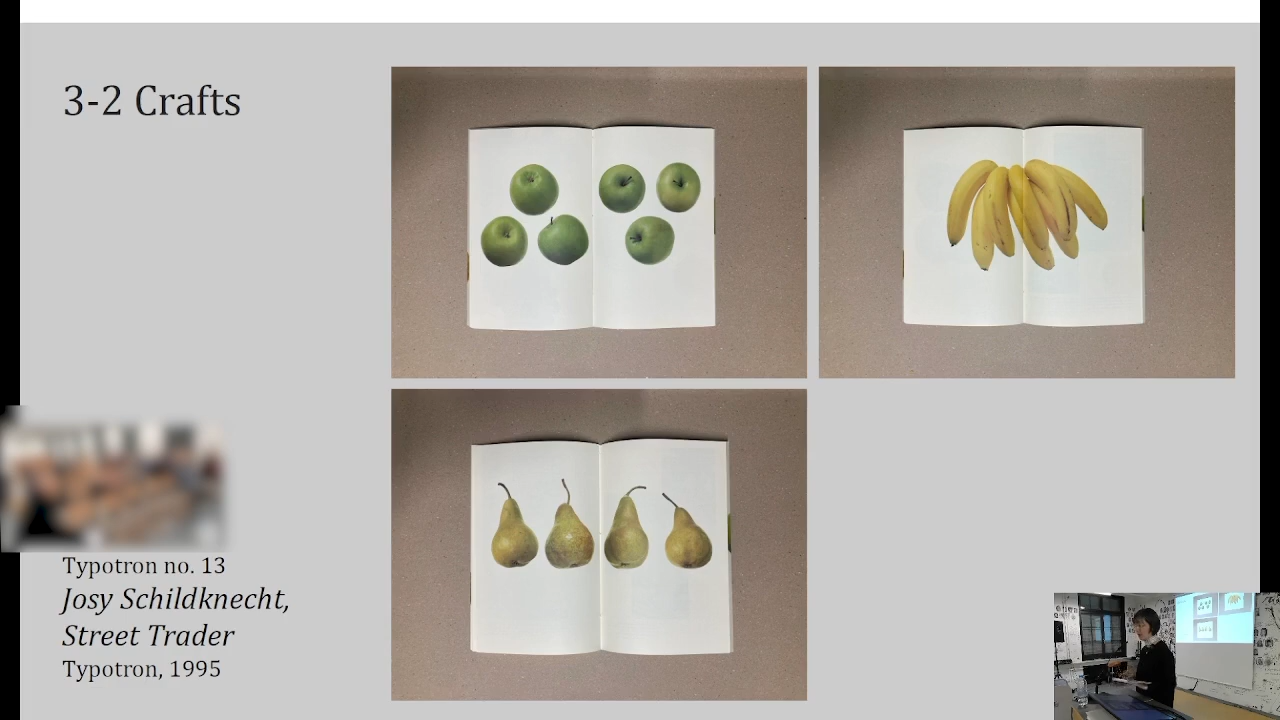 3-2 Crafts
Typotron no. 13
Josy Schildknecht,
Street Trader
Typotron, 1995